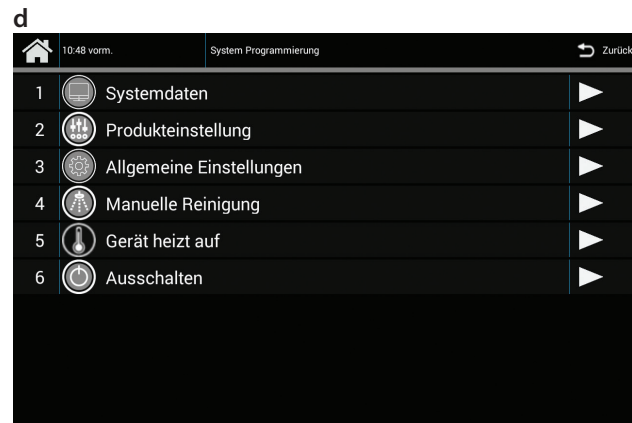 d
10:48 vorm. System Programmierung Zurück
1 Systemdaten
2 Produkteinstellung
3 Allgemeine Einstellungen
4 Manuelle Reinigung
5 Gerät heizt auf
6 Ausschalten